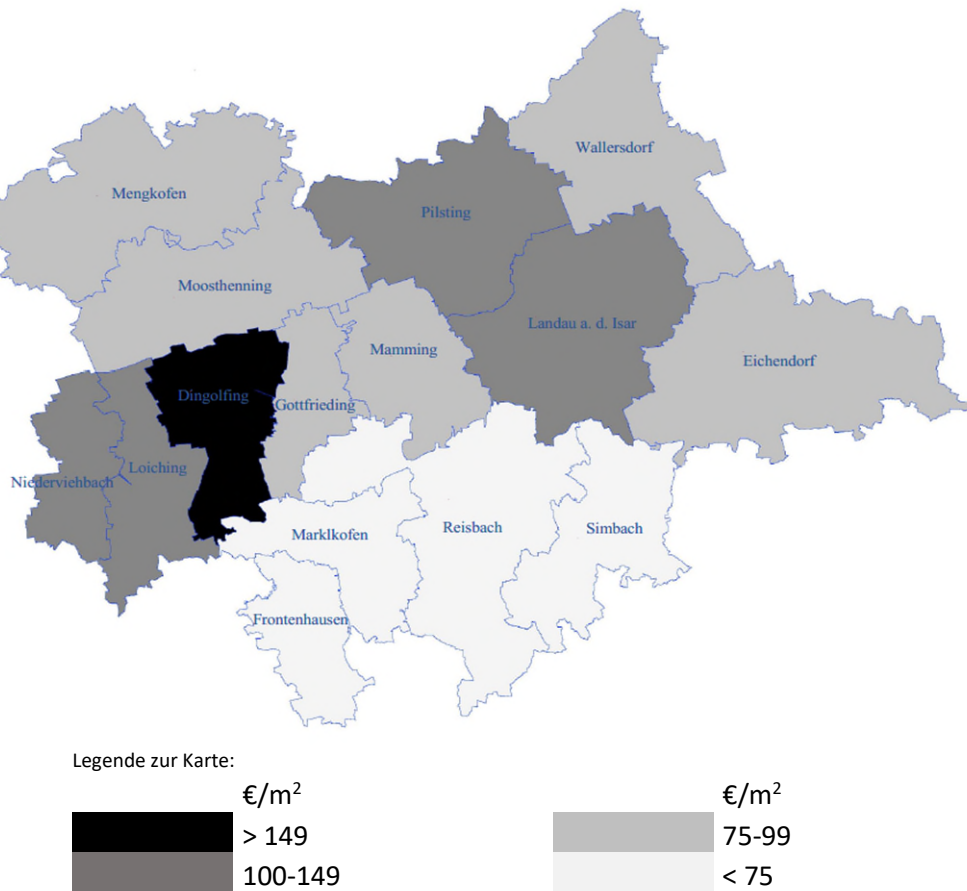 Wallersdorf
Mengkofen
Pilsting
Moosthenning
Landau a. d. Isar
Mamming
Eichendorf
Dingolfing
Gottfrieding
Loiching
Niederviehbach
Marklkofen
Reisbach
Simbach
Frontenhausen
Legende zur Karte:
€/m² €/m²
> 149 75-99
100-149 < 75